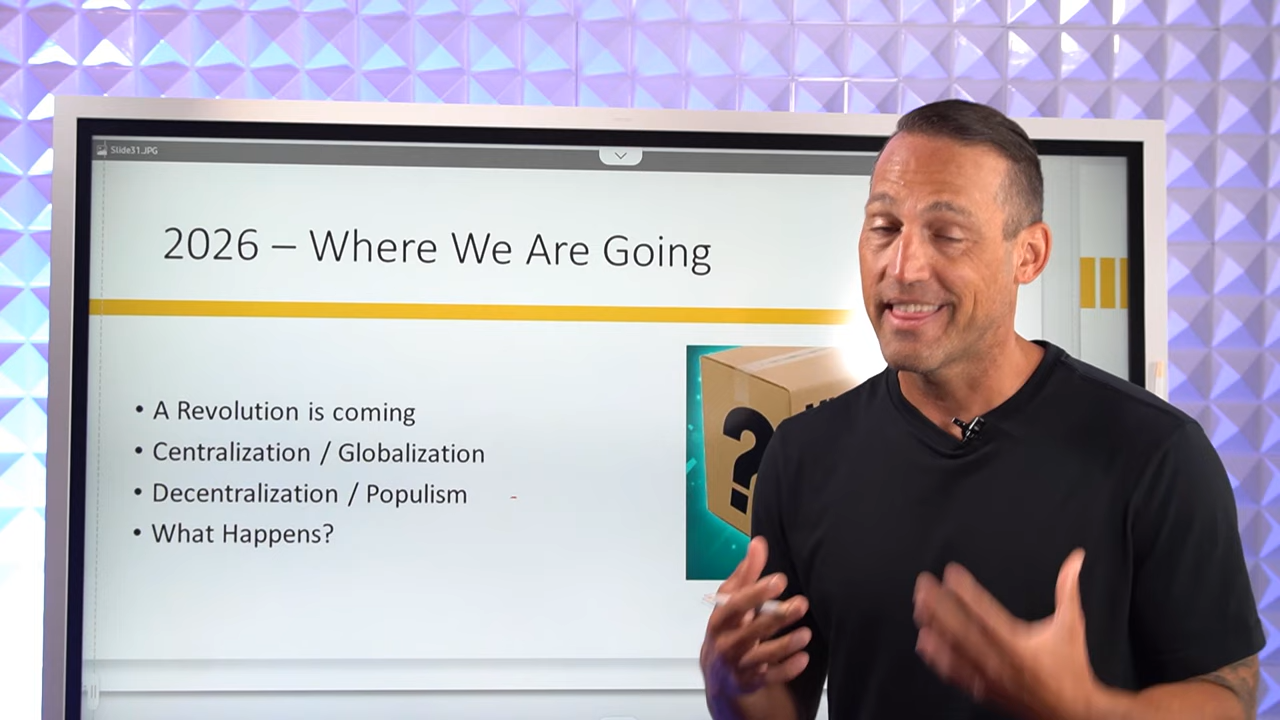 Slide31.JPG
2026 – Where We Are Going
• A Revolution is coming
• Centralization / Globalization
• Decentralization / Populism
• What Happens?
?